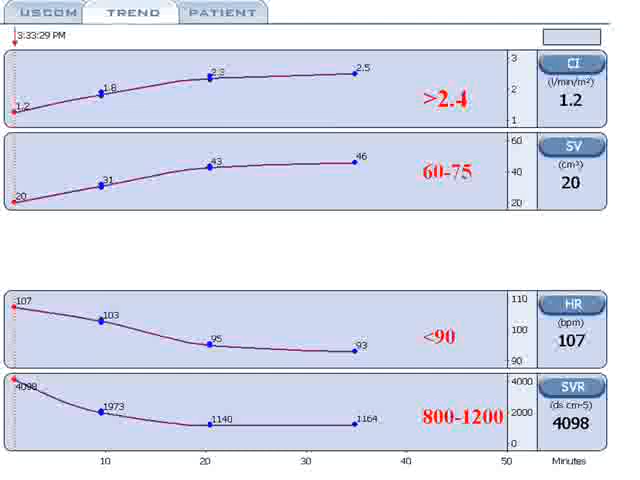 USCOM TREND PATIENT
3:33:29 PM
1.2 1.8 2.3 2.5
>2.4
3
2
1
CI
(l/min/m²)
1.2
20 31 43 46
60-75
60
40
20
SV
(cm³)
20
107 103 95 93
<90
110
100
90
HR
(bpm)
107
4098 1973 1140 1164
800-1200
4000
2000
0
SVR
(ds cm-5)
4098
10 20 30 40 50 Minutes